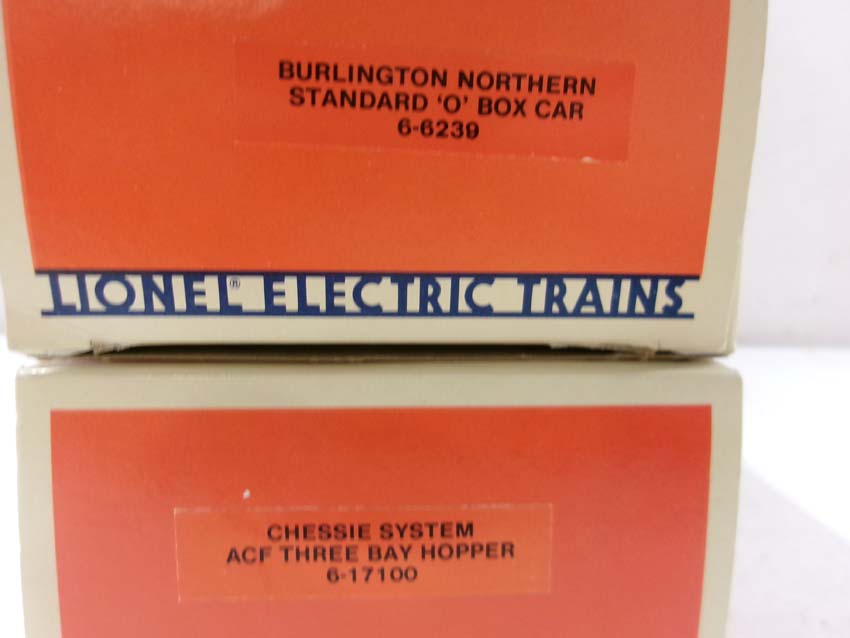 BURLINGTON NORTHERN
STANDARD 'O' BOX CAR
6-6239
LIONEL® ELECTRIC TRAINS
CHESSIE SYSTEM
ACF THREE BAY HOPPER
6-17100